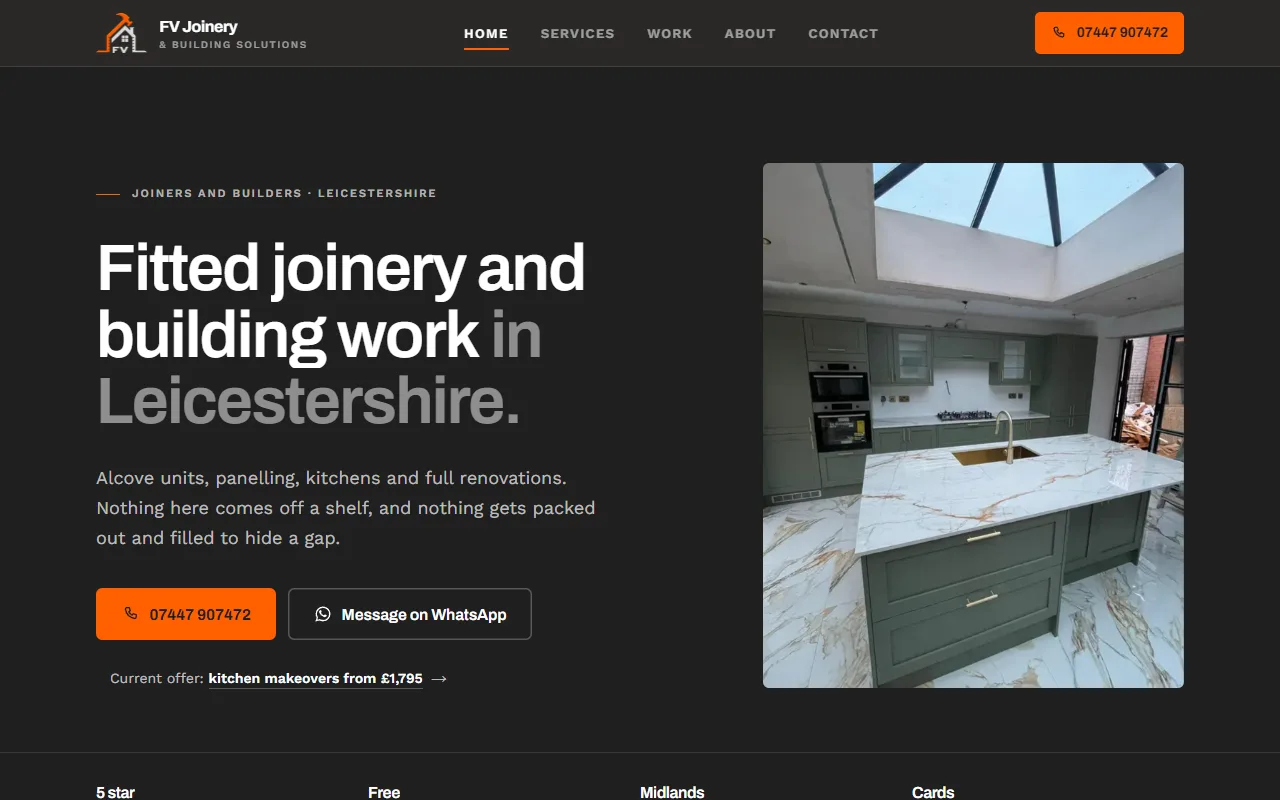 FV
FV Joinery
& BUILDING SOLUTIONS
HOME
SERVICES
WORK
ABOUT
CONTACT
07447 907472
JOINERS AND BUILDERS · LEICESTERSHIRE
Fitted joinery and
building work in
Leicestershire.
Alcove units, panelling, kitchens and full renovations.
Nothing here comes off a shelf, and nothing gets packed
out and filled to hide a gap.
07447 907472
Message on WhatsApp
Current offer: kitchen makeovers from £1,795 →
5 star
Free
Midlands
Cards